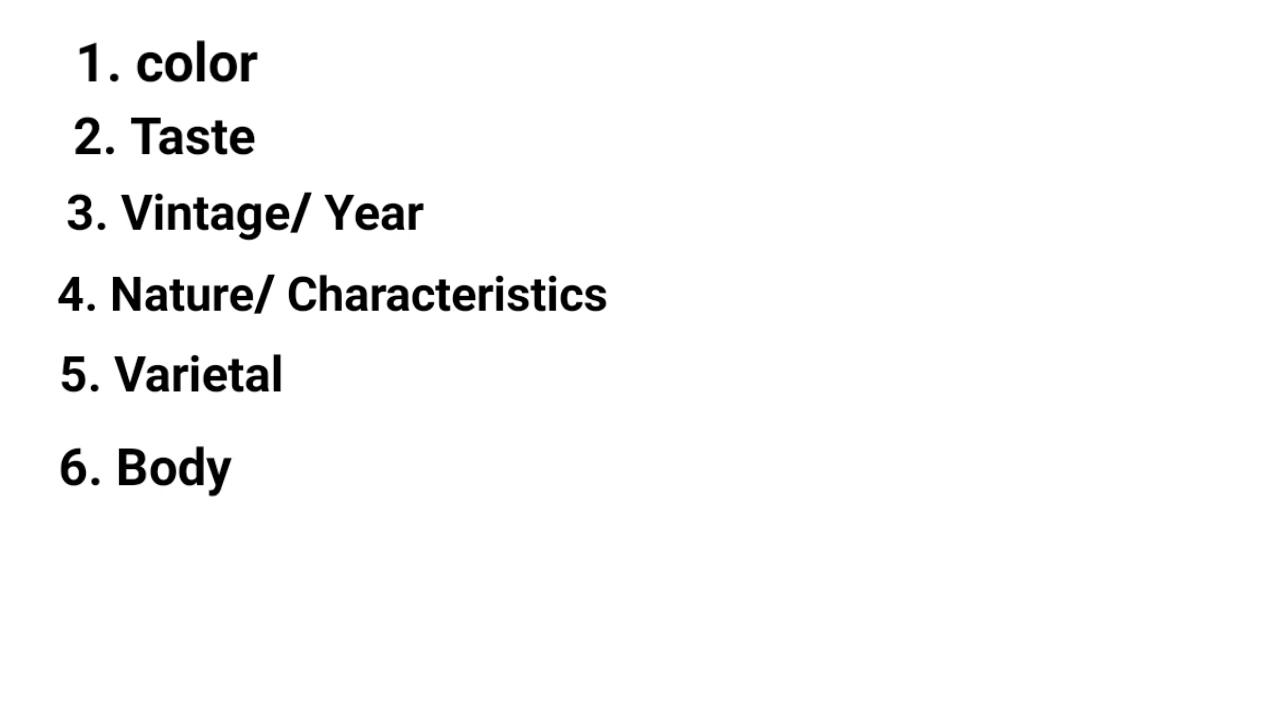 1. color
2. Taste
3. Vintage/ Year
4. Nature/ Characteristics
5. Varietal
6. Body